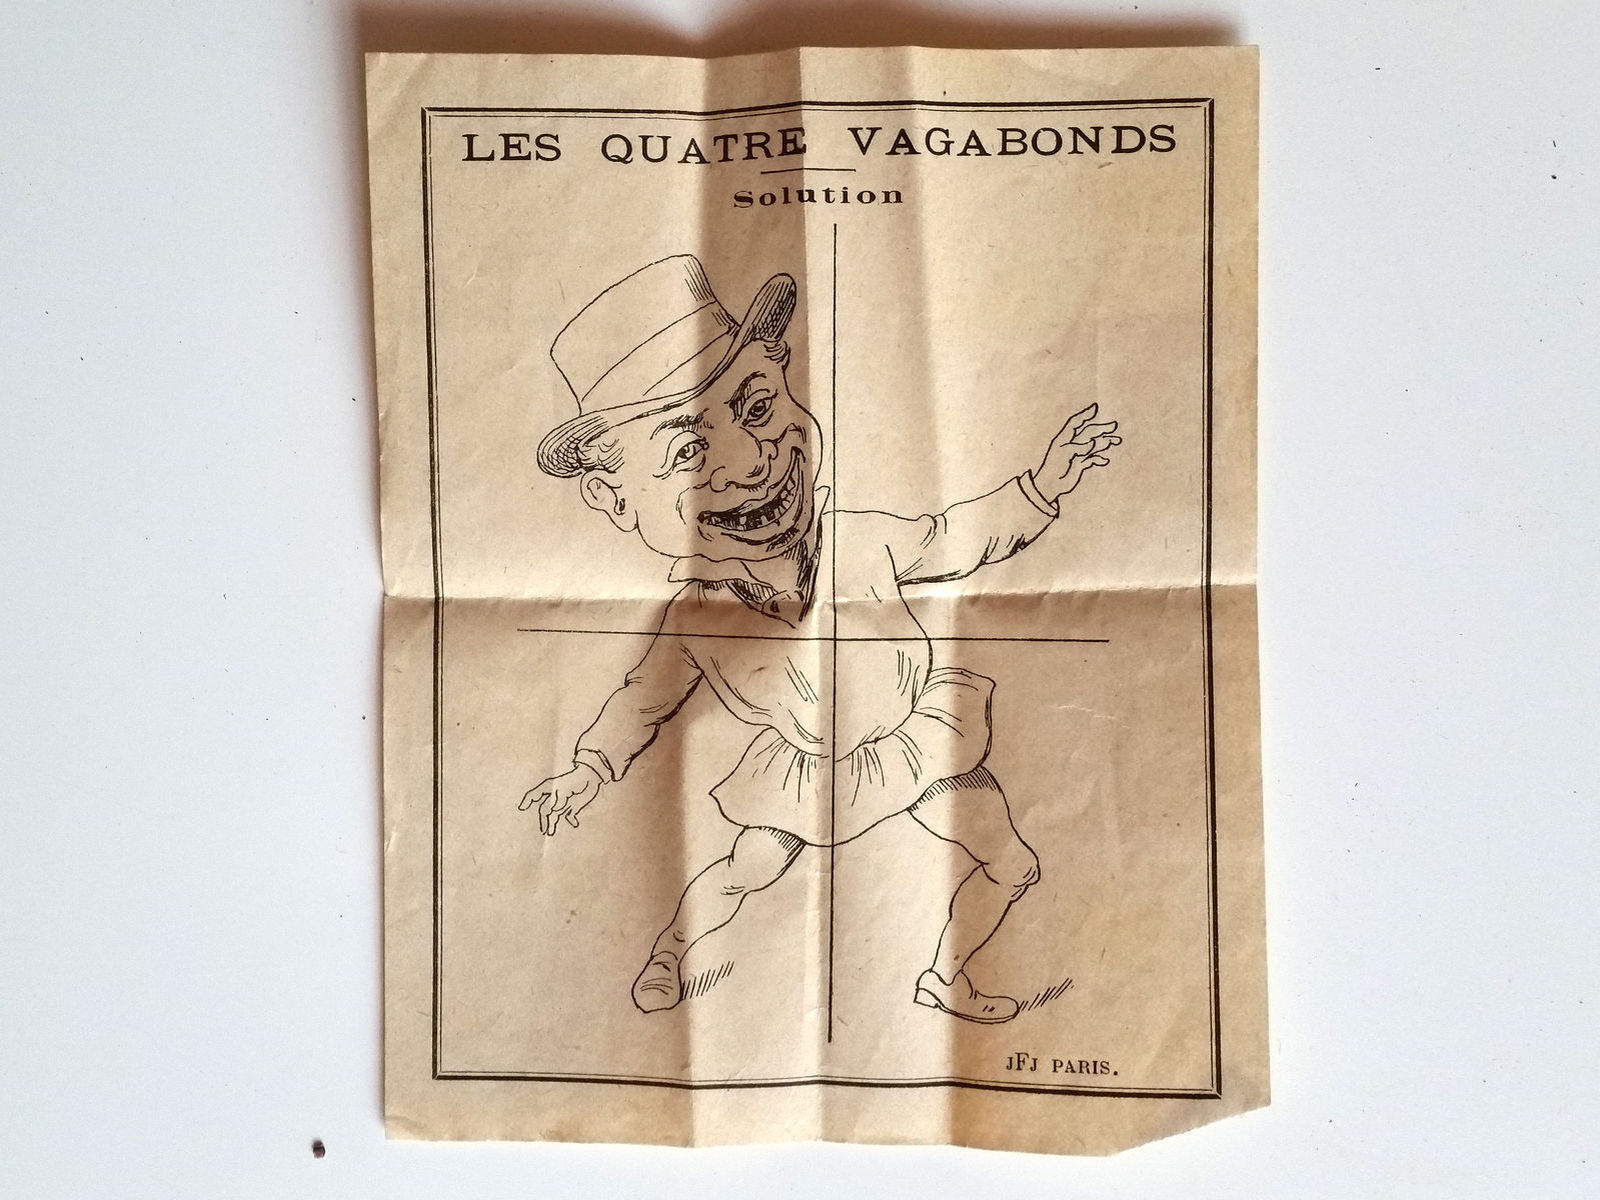 LES QUATRE VAGABONDS
Solution
JFJ PARIS.